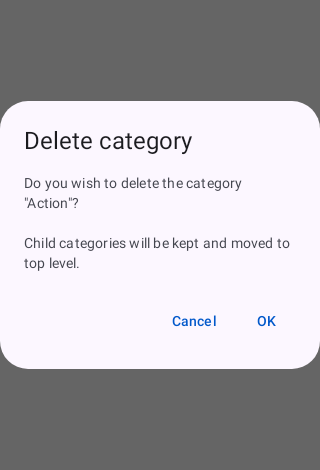 Delete category
Do you wish to delete the category
"Action"?
Child categories will be kept and moved to
top level.
Cancel
OK